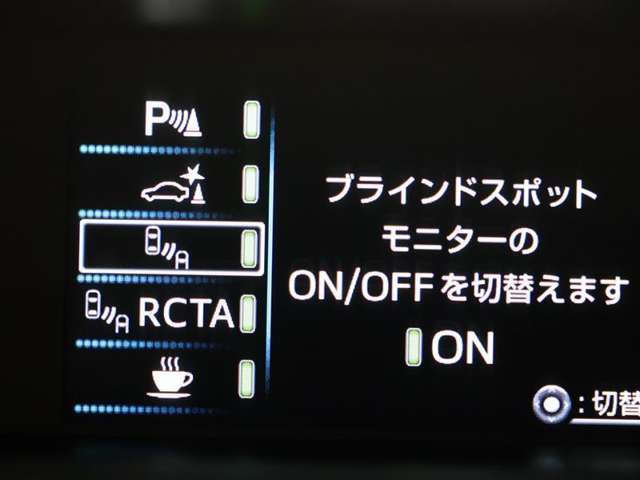 P
RCTA
ブラインドスポット
モニターの
ON/OFFを切替えます
ON
:切替